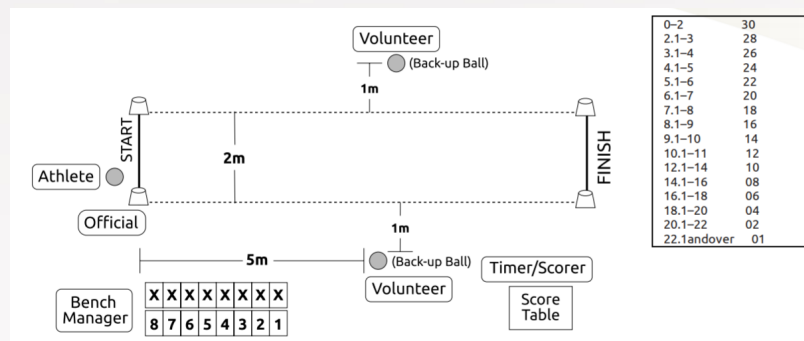 Volunteer
(Back-up Ball)
1m
START
2m
FINISH
Athlete
Official
1m
5m
(Back-up Ball)
Volunteer
Timer/Scorer
Score
Table
Bench
Manager
X X X X X X X X
8 7 6 5 4 3 2 1
0–2 30
2.1–3 28
3.1–4 26
4.1–5 24
5.1–6 22
6.1–7 20
7.1–8 18
8.1–9 16
9.1–10 14
10.1–11 12
12.1–14 10
14.1–16 08
16.1–18 06
18.1–20 04
20.1–22 02
22.1andover 01